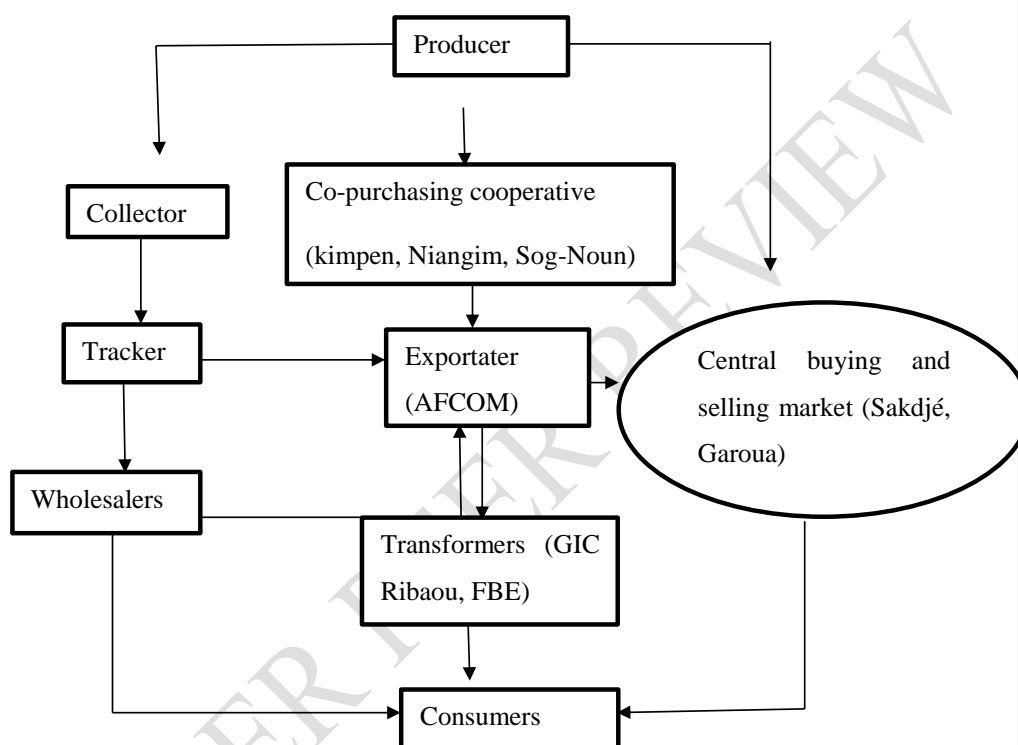 Producer
Co-purchasing cooperative
(kimpen, Niangim, Sog-Noun)
Collector
Tracker
Exportater
(AFCOM)
Central buying and
selling market (Sakdjé,
Garoua)
Wholesalers
Transformers (GIC
Ribaou, FBE)
Consumers
ER PEER REVIEW